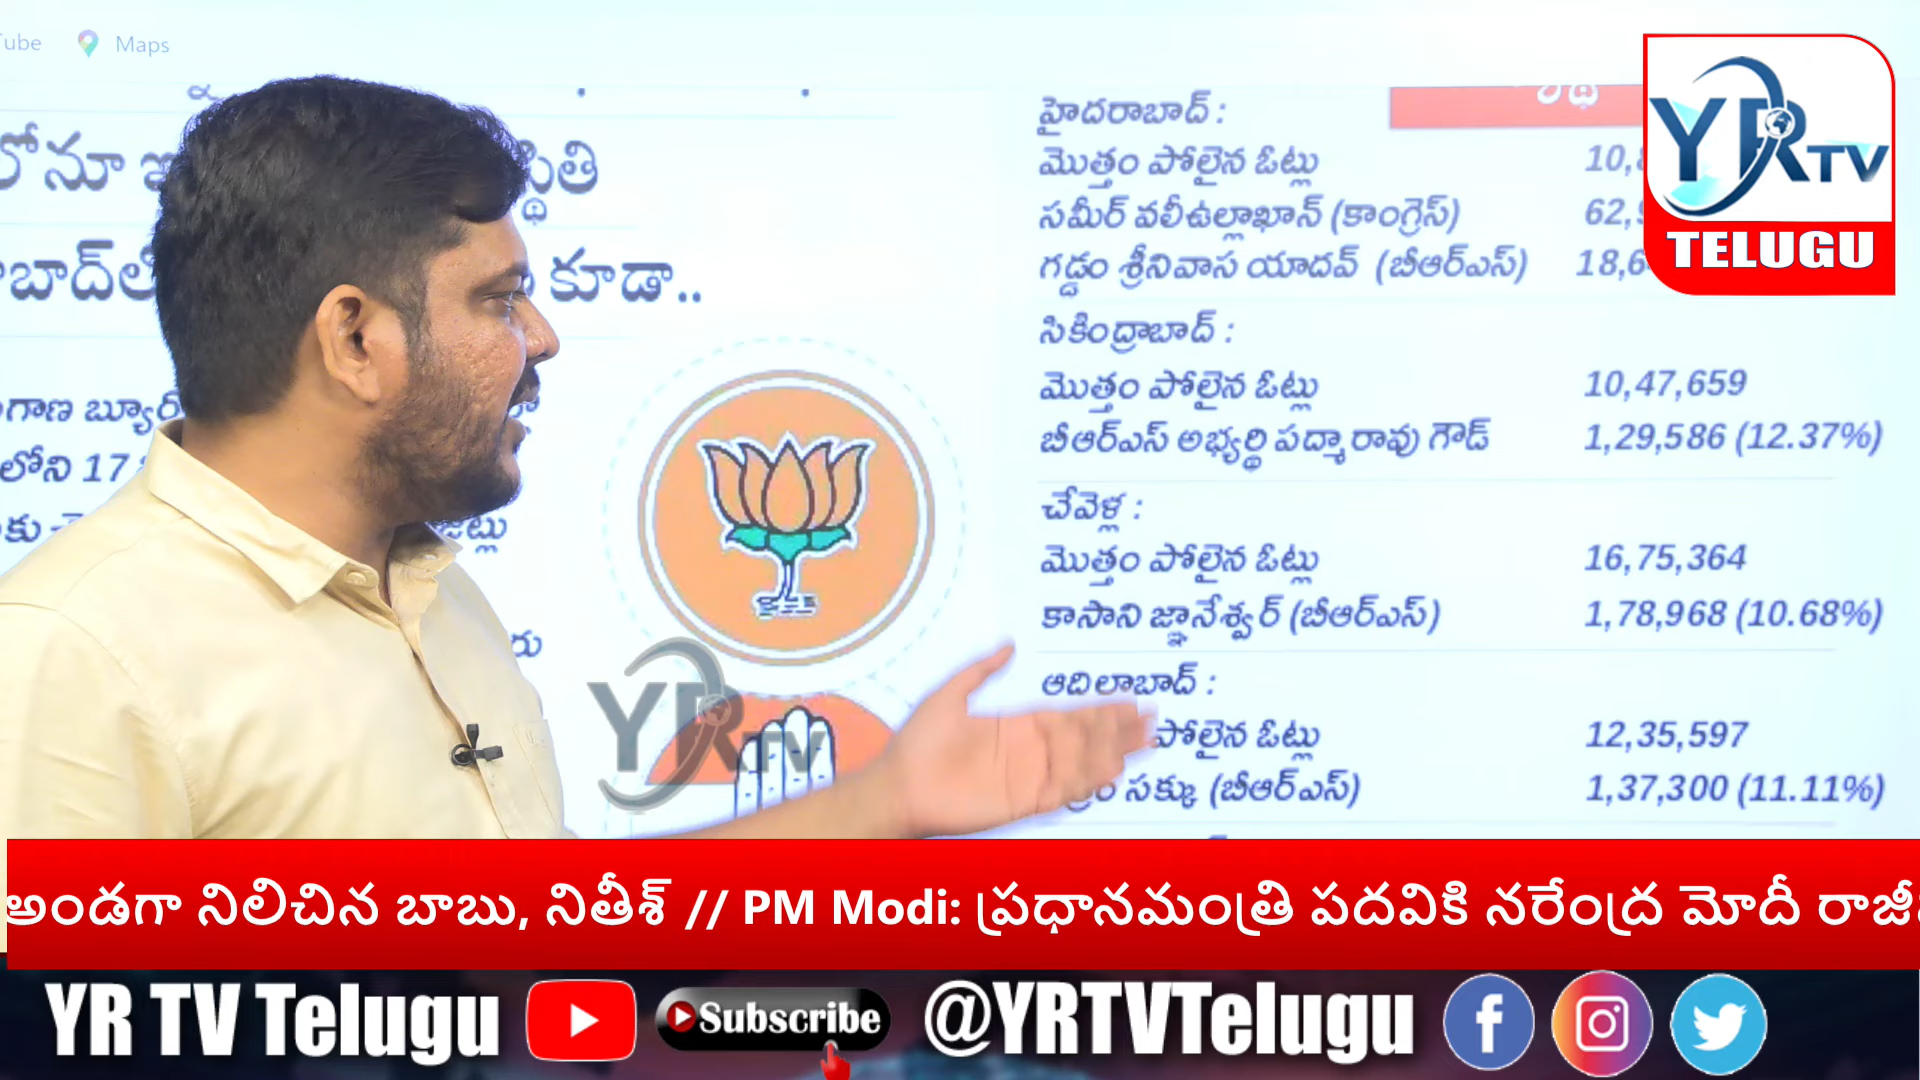 Maps
హైదరాబాద్ :
మొత్తం పోలైన ఓట్లు
సమీర్ వలీఉల్లాఖాన్ (కాంగ్రెస్)
గడ్డం శ్రీనివాస యాదవ్ (బీఆర్ఎస్)
సికింద్రాబాద్ :
మొత్తం పోలైన ఓట్లు 10,47,659
బీఆర్ఎస్ అభ్యర్థి పద్మారావు గౌడ్ 1,29,586 (12.37%)
చేవెళ్ల :
మొత్తం పోలైన ఓట్లు 16,75,364
కాసాని జ్ఞానేశ్వర్ (బీఆర్ఎస్) 1,78,968 (10.68%)
ఆదిలాబాద్ :
పోలైన ఓట్లు 12,35,597
సక్కు (బీఆర్ఎస్) 1,37,300 (11.11%)
కూడా..
లోని 17
YRTV
TELUGU
YRTV
అండగా నిలిచిన బాబు, నితీశ్ // PM Modi: ప్రధానమంత్రి పదవికి నరేంద్ర మోదీ
YR TV Telugu Subscribe @YRTVTelugu